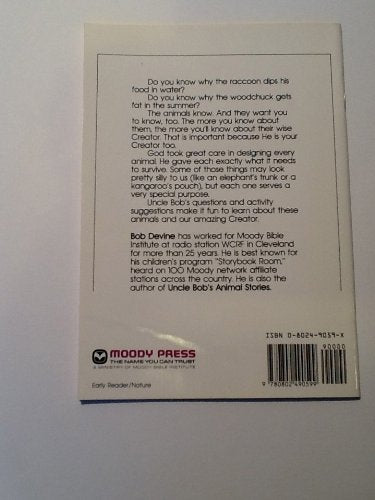 Do you know why the raccoon dips his
food in water?
Do you know why the woodchuck gets
fat in the summer?
The animals know. And they want you
to know, too. The more you know about
them, the more you'll know about their wise
Creator. That is important because He is your
Creator too.
God took great care in designing every
animal. He gave each exactly what it needs
to survive. Some of those things may look
pretty silly to us (like an elephant's trunk or a
kangaroo's pouch), but each one serves a
very special purpose.
Uncle Bob's questions and activity
suggestions make it fun to learn about these
animals and our amazing Creator.
Bob Devine has worked for Moody Bible
Institute at radio station WCRF in Cleveland
for more than 25 years. He is best known for
his children's program "Storybook Room,"
heard on 100 Moody network affiliate
stations across the country. He is also the
author of Uncle Bob's Animal Stories.
ISBN 0-8024-9059-X
90000
9 780802 490599
MOODY PRESS
THE NAME YOU CAN TRUST
A MINISTRY OF MOODY BIBLE INSTITUTE
Early Reader/Nature